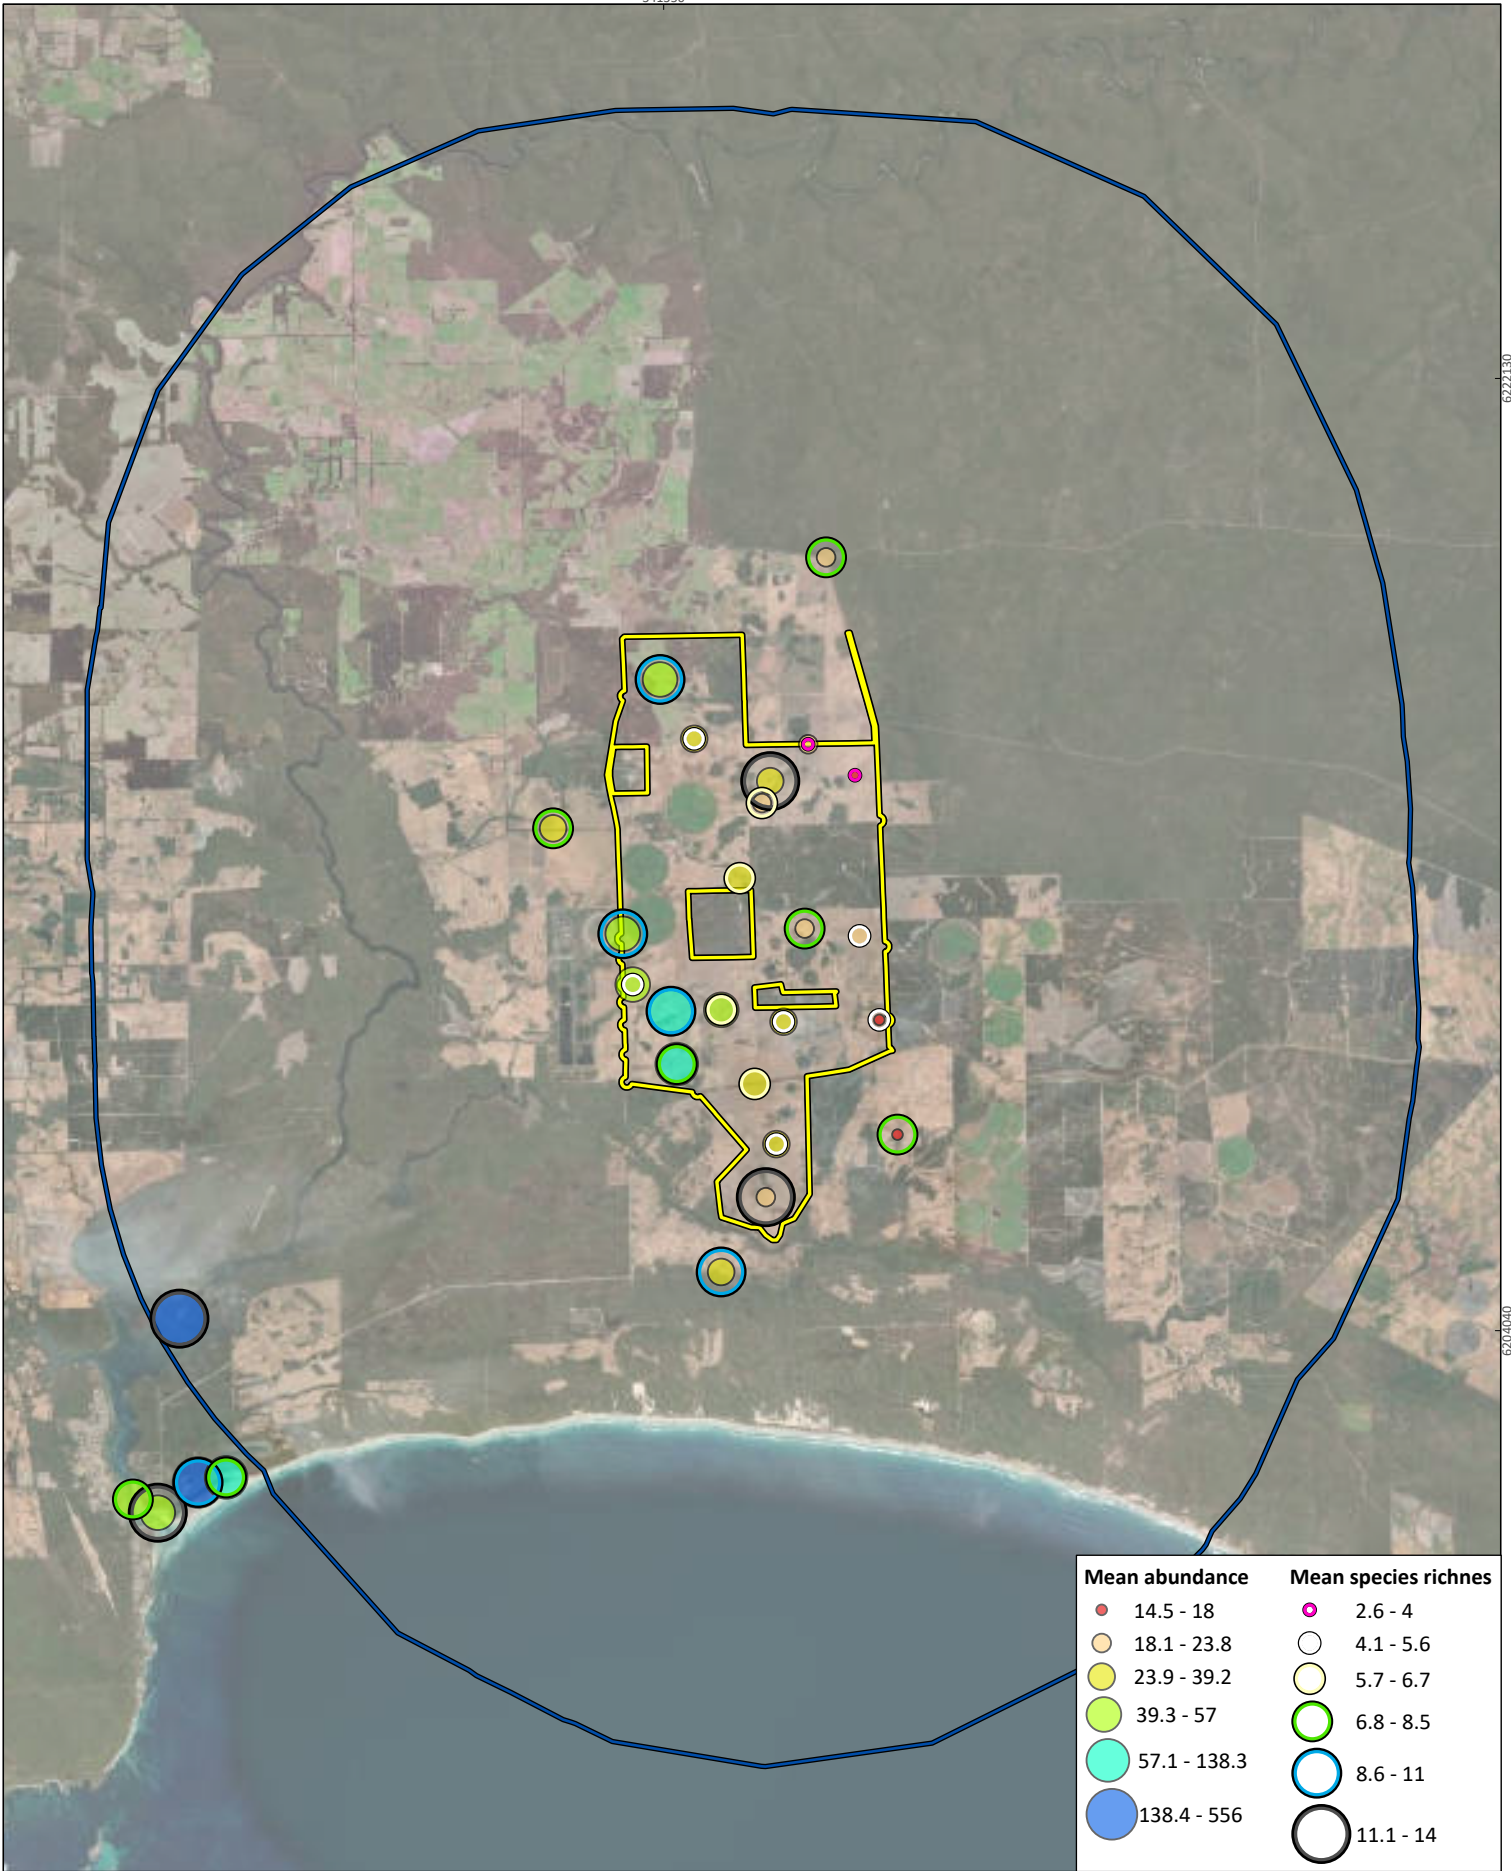 6222130
6204040
Mean abundance
14.5 - 18
18.1 - 23.8
23.9 - 39.2
39.3 - 57
57.1 - 138.3
138.4 - 556
Mean species richnes
2.6 - 4
4.1 - 5.6
5.7 - 6.7
6.8 - 8.5
8.6 - 11
11.1 - 14